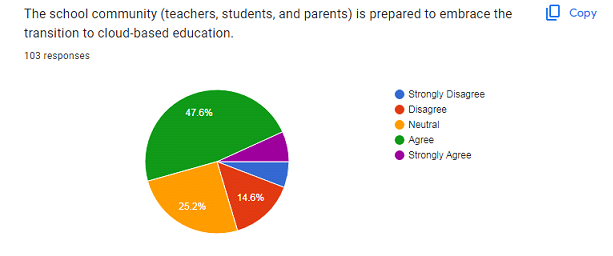 The school community (teachers, students, and parents) is prepared to embrace the
transition to cloud-based education.
Copy
103 responses
47.6%
25.2%
14.6%
Strongly Disagree
Disagree
Neutral
Agree
Strongly Agree